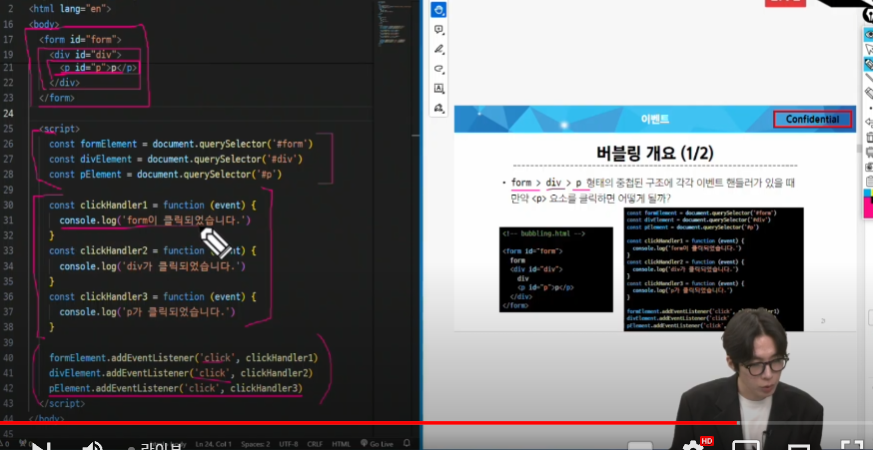 2 <html lang="en">
16 <body>
17 <form id="form">
19 <div id="div">
21 <p id="p">p</p>
22 </div>
23 </form>
24
25 <script>
26 const formElement = document.querySelector('#form')
27 const divElement = document.querySelector('#div')
28 const pElement = document.querySelector('#p')
29
30 const clickHandler1 = function (event) {
31 console.log('form이 클릭되었습니다.')
32 }
33 const clickHandler2 = function (event) {
34 console.log('div가 클릭되었습니다.')
35 }
36 const clickHandler3 = function (event) {
37 console.log('p가 클릭되었습니다.')
38 }
39
40 formElement.addEventListener('click', clickHandler1)
41 divElement.addEventListener('click', clickHandler2)
42 pElement.addEventListener('click', clickHandler3)
43 </script>
44 </body>
45
Ln 24, Col 1 Spaces: 2 UTF-8 CRLF HTML Go Live
라이브
HD
이벤트
Confidential
버블링 개요 (1/2)
• form > div > p 형태의 중첩된 구조에 각각 이벤트 핸들러가 있을 때
만약 <p> 요소를 클릭하면 어떻게 될까?
<!-- bubbling.html -->
<form id="form">
form
<div id="div">
div
<p id="p">p</p>
</div>
</form>
const formElement = document.querySelector('#form')
const divElement = document.querySelector('#div')
const pElement = document.querySelector('#p')
const clickHandler1 = function (event) {
console.log('form이 클릭되었습니다.')
}
const clickHandler2 = function (event) {
console.log('div가 클릭되었습니다.')
}
const clickHandler3 = function (event) {
console.log('p가 클릭되었습니다.')
}
formElement.addEventListener('click',
divElement.addEventListener('click',
pElement.addEventListener('click',